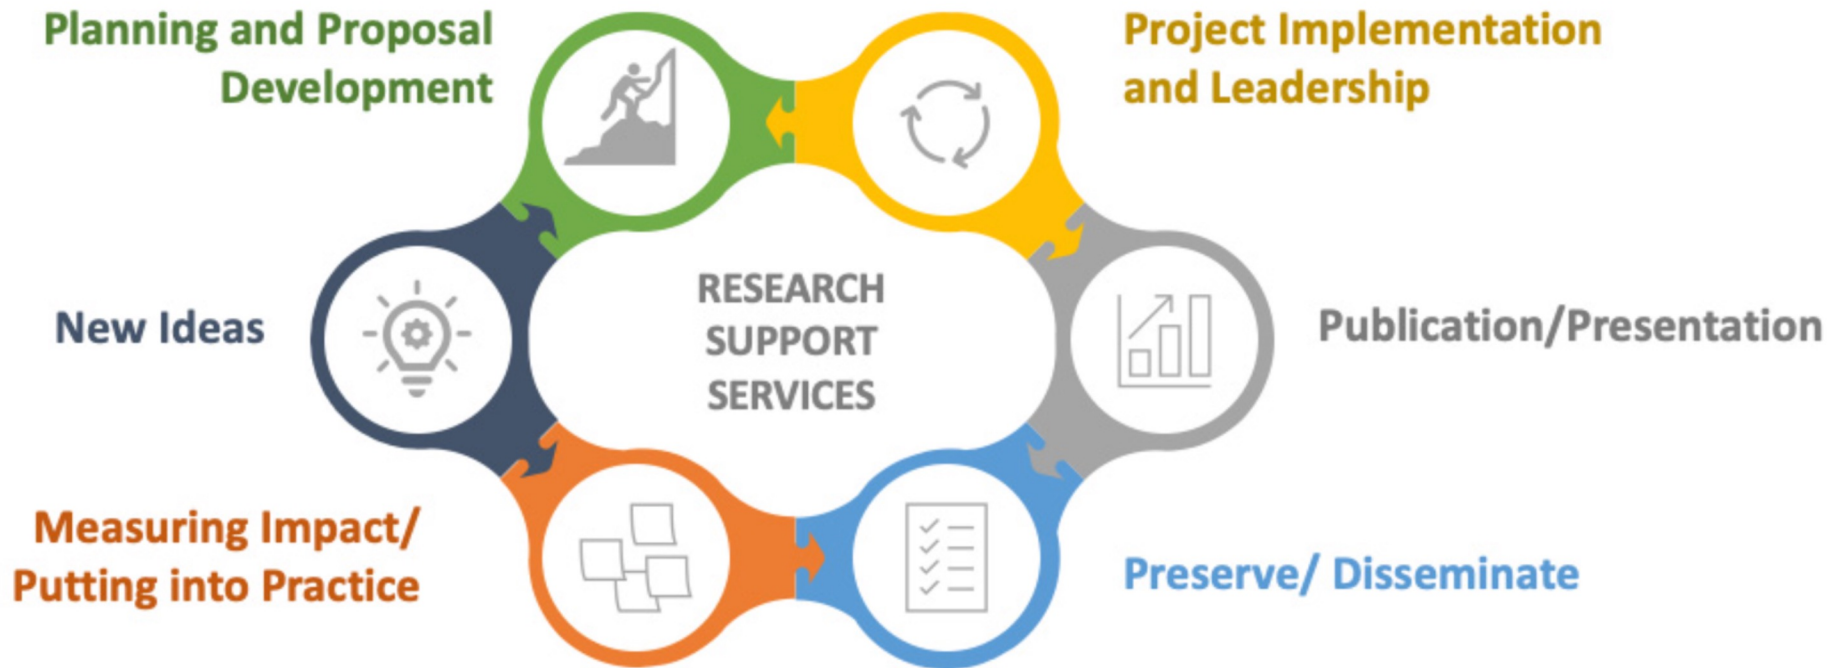 Planning and Proposal
Development
Project Implementation
and Leadership
New Ideas
RESEARCH
SUPPORT
SERVICES
Publication/Presentation
Measuring Impact/
Putting into Practice
Preserve/ Disseminate